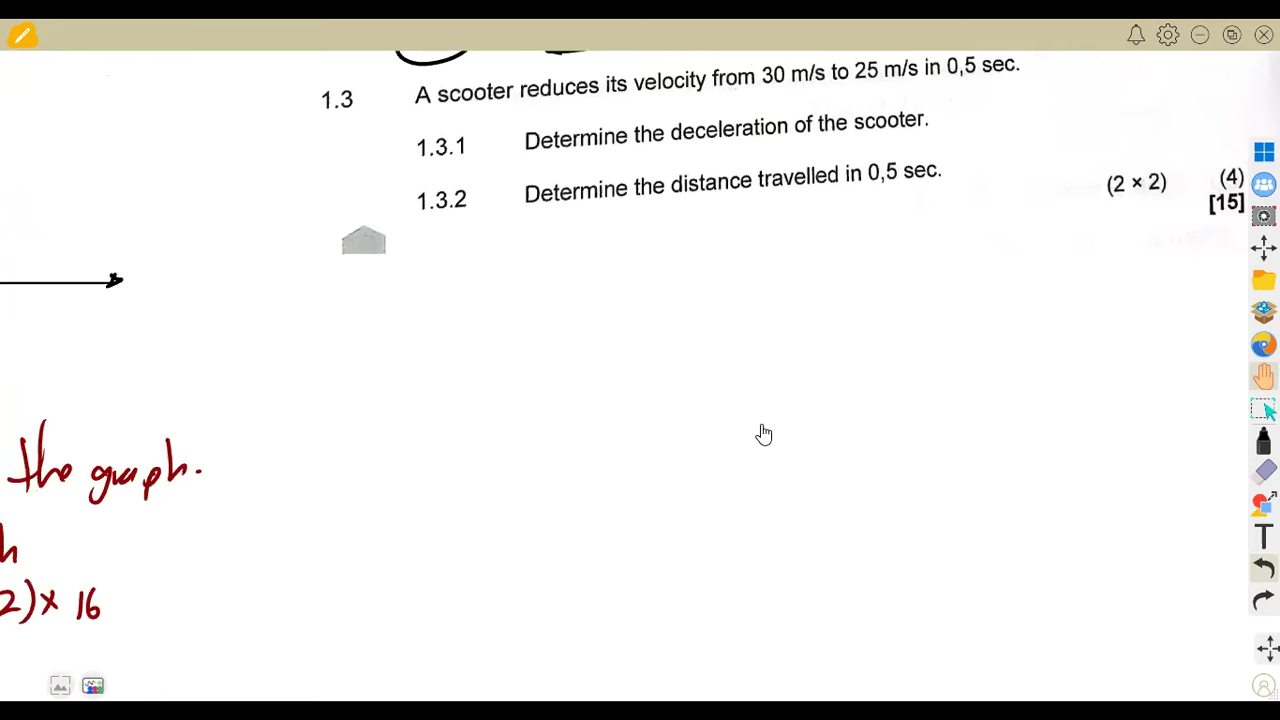 1.3 A scooter reduces its velocity from 30 m/s to 25 m/s in 0,5 sec.
1.3.1 Determine the deceleration of the scooter.
1.3.2 Determine the distance travelled in 0,5 sec. (2 × 2) (4)
[15]
the graph.
h
2) × 16
T